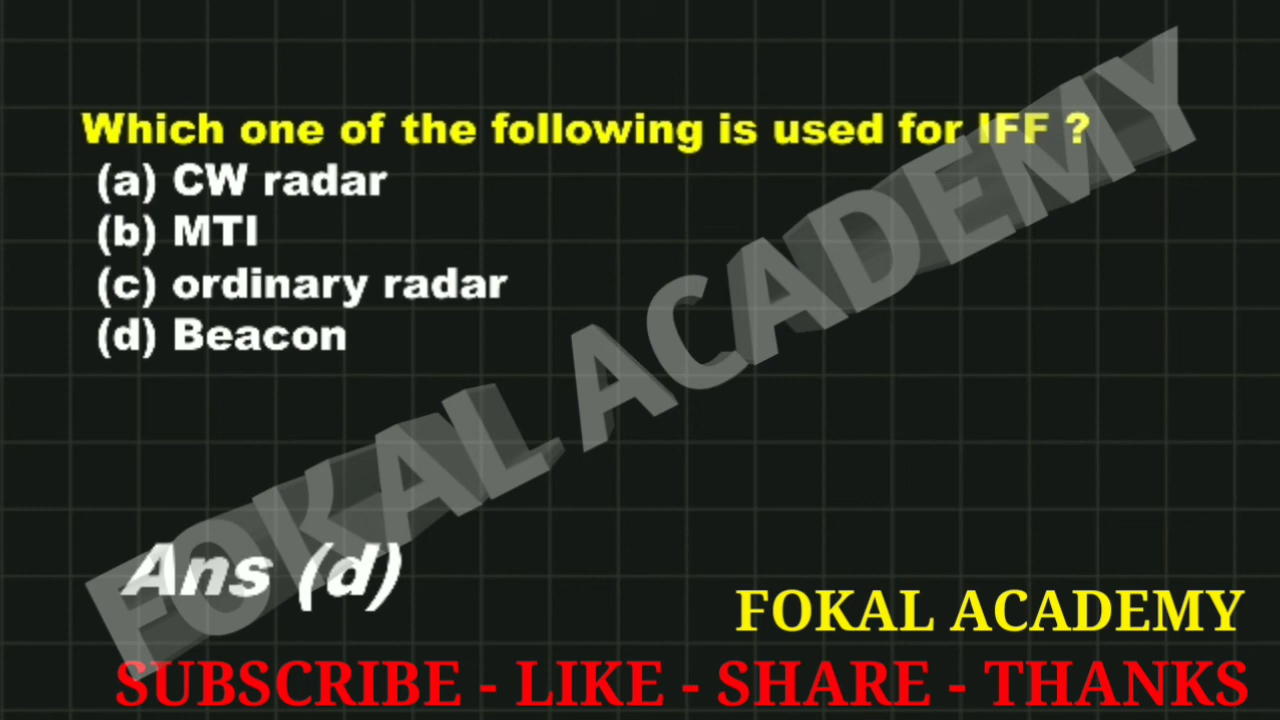 Which one of the following is used for IFF ?
(a) CW radar
(b) MTI
(c) ordinary radar
(d) Beacon
FOKAL ACADEMY
Ans (d)
FOKAL ACADEMY
SUBSCRIBE - LIKE - SHARE - THANKS